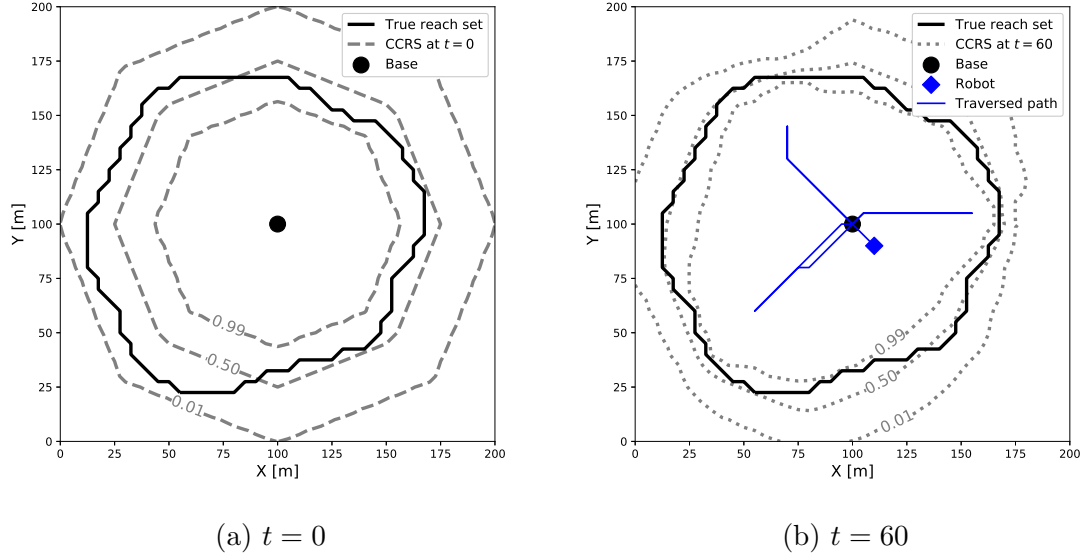 True reach set
CCRS at t = 0
Base
0.99
0.50
0.01
200
175
150
125
100
75
50
25
0
Y [m]
0 25 50 75 100 125 150 175 200
X [m]
(a) t = 0
True reach set
CCRS at t = 60
Base
Robot
Traversed path
0.99
0.50
0.01
200
175
150
125
100
75
50
25
0
Y [m]
0 25 50 75 100 125 150 175 200
X [m]
(b) t = 60